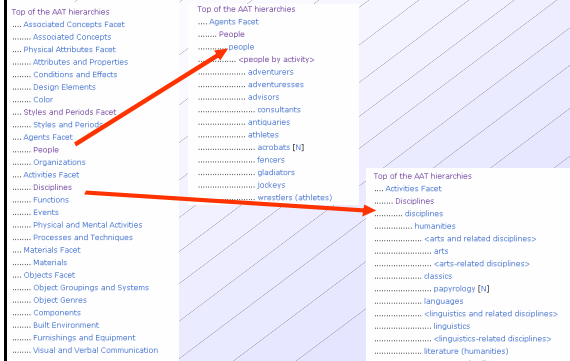 Top of the AAT hierarchies
.... Associated Concepts Facet
........ Associated Concepts
.... Physical Attributes Facet
........ Attributes and Properties
........ Conditions and Effects
........ Design Elements
........ Color
.... Styles and Periods Facet
........ Styles and Periods
.... Agents Facet
........ People
........ Organizations
.... Activities Facet
........ Disciplines
........ Functions
........ Events
........ Physical and Mental Activities
........ Processes and Techniques
.... Materials Facet
........ Materials
.... Objects Facet
........ Object Groupings and Systems
........ Object Genres
........ Components
........ Built Environment
........ Furnishings and Equipment
........ Visual and Verbal Communication
Top of the AAT hierarchies
.... Agents Facet
........ People
............ people
................ <people by activity>
.................... adventurers
.................... adventuresses
.................... advisors
........................ consultants
.................... antiquaries
.................... athletes
........................ acrobats [N]
........................ fencers
........................ gladiators
........................ jockeys
........................ wrestlers (athletes)
Top of the AAT hierarchies
.... Activities Facet
........ Disciplines
............ disciplines
................ humanities
.................... <arts and related disciplines>
........................ arts
........................ <arts-related disciplines>
.................... classics
........................ papyrology [N]
.................... languages
.................... <linguistics and related disciplines>
........................ linguistics
........................ <linguistics-related disciplines>
.................... literature (humanities)